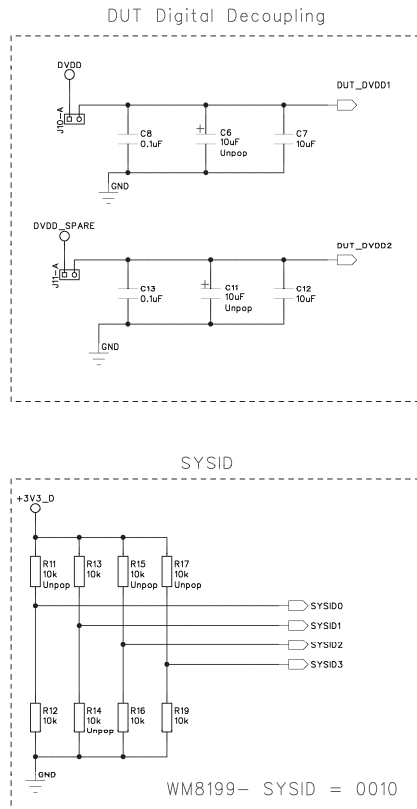 DUT Digital Decoupling
DVDD
J10-A
DUT_DVDD1
C8
0.1uF
+
C6
10uF
Unpop
C7
10uF
GND
DVDD_SPARE
J11-A
DUT_DVDD2
C13
0.1uF
+
C11
10uF
Unpop
C12
10uF
GND
SYSID
+3V3_D
R11
10k
Unpop
R13
10k
R15
10k
Unpop
R17
10k
Unpop
SYSID0
SYSID1
SYSID2
SYSID3
R12
10k
R14
10k
Unpop
R16
10k
R19
10k
GND
WM8199- SYSID = 0010